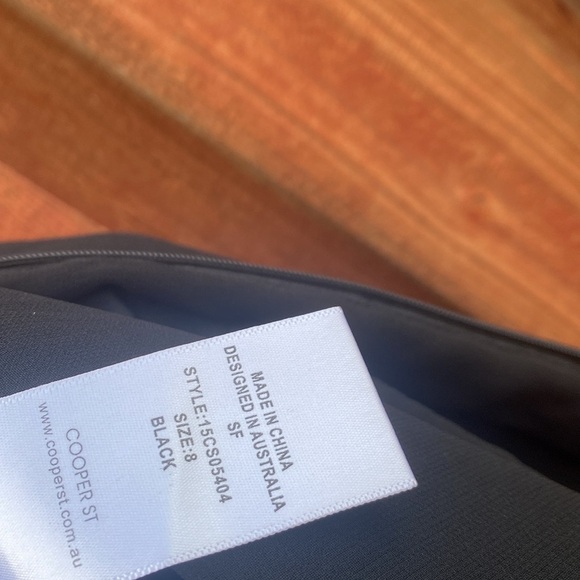 MADE IN CHINA
DESIGNED IN AUSTRALIA
SF
STYLE:15CS05404
SIZE:8
BLACK
COOPER ST
www.cooperst.com.au